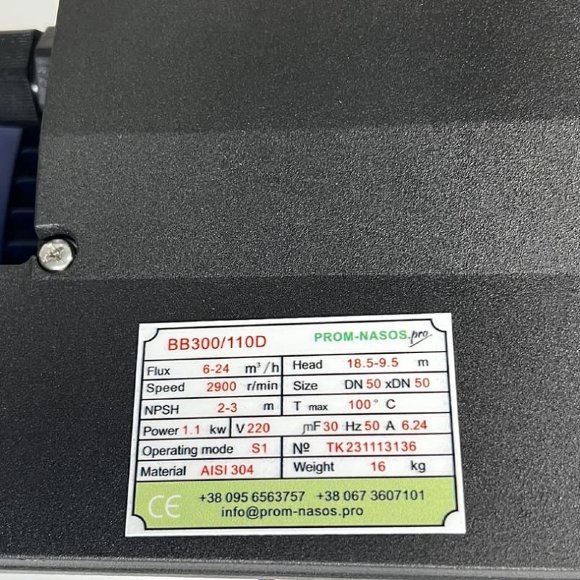 BB300/110D PROM-NASOS.pro
Flux 6-24 m³/h Head 18.5-9.5 m
Speed 2900 r/min Size DN 50 xDN 50
NPSH 2-3 m T max 100° C
Power 1.1 kw V 220 mF 30 Hz 50 A 6.24
Operating mode S1 № TK231113136
Material AISI 304 Weight 16 kg
CE +38 095 6563757 +38 067 3607101
info@prom-nasos.pro